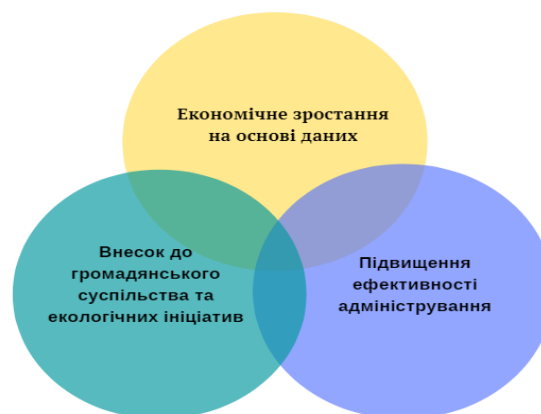 Економічне зростання
на основі даних
Внесок до
громадянського
суспільства та
екологічних ініціатив
Підвищення
ефективності
адміністрування